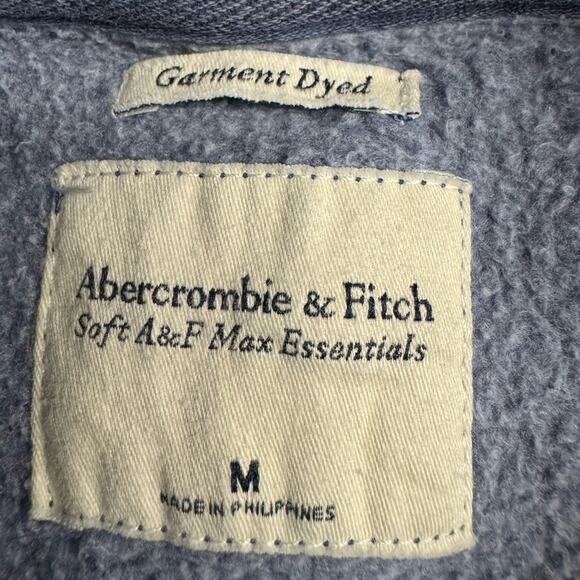 Garment Dyed
Abercrombie & Fitch
Soft A&F Max Essentials
M
MADE IN PHILIPPINES